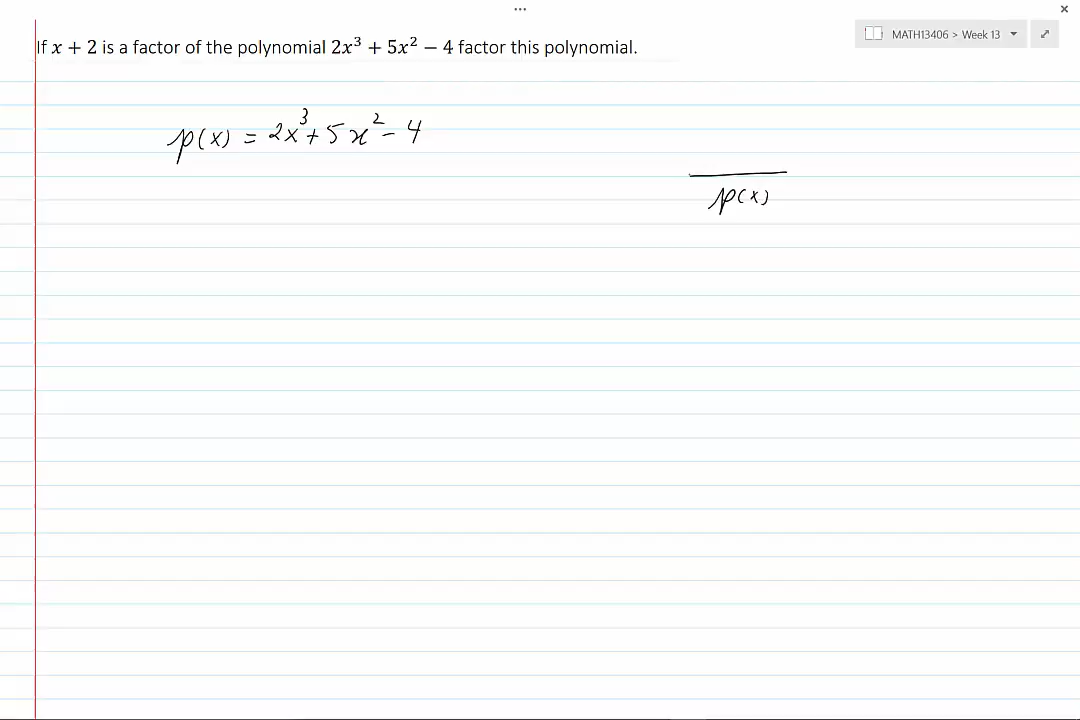 ...
If x + 2 is a factor of the polynomial 2x³ + 5x² − 4 factor this polynomial.
MATH13406 > Week 13
p(x) = 2x³ + 5x² − 4
p(x)